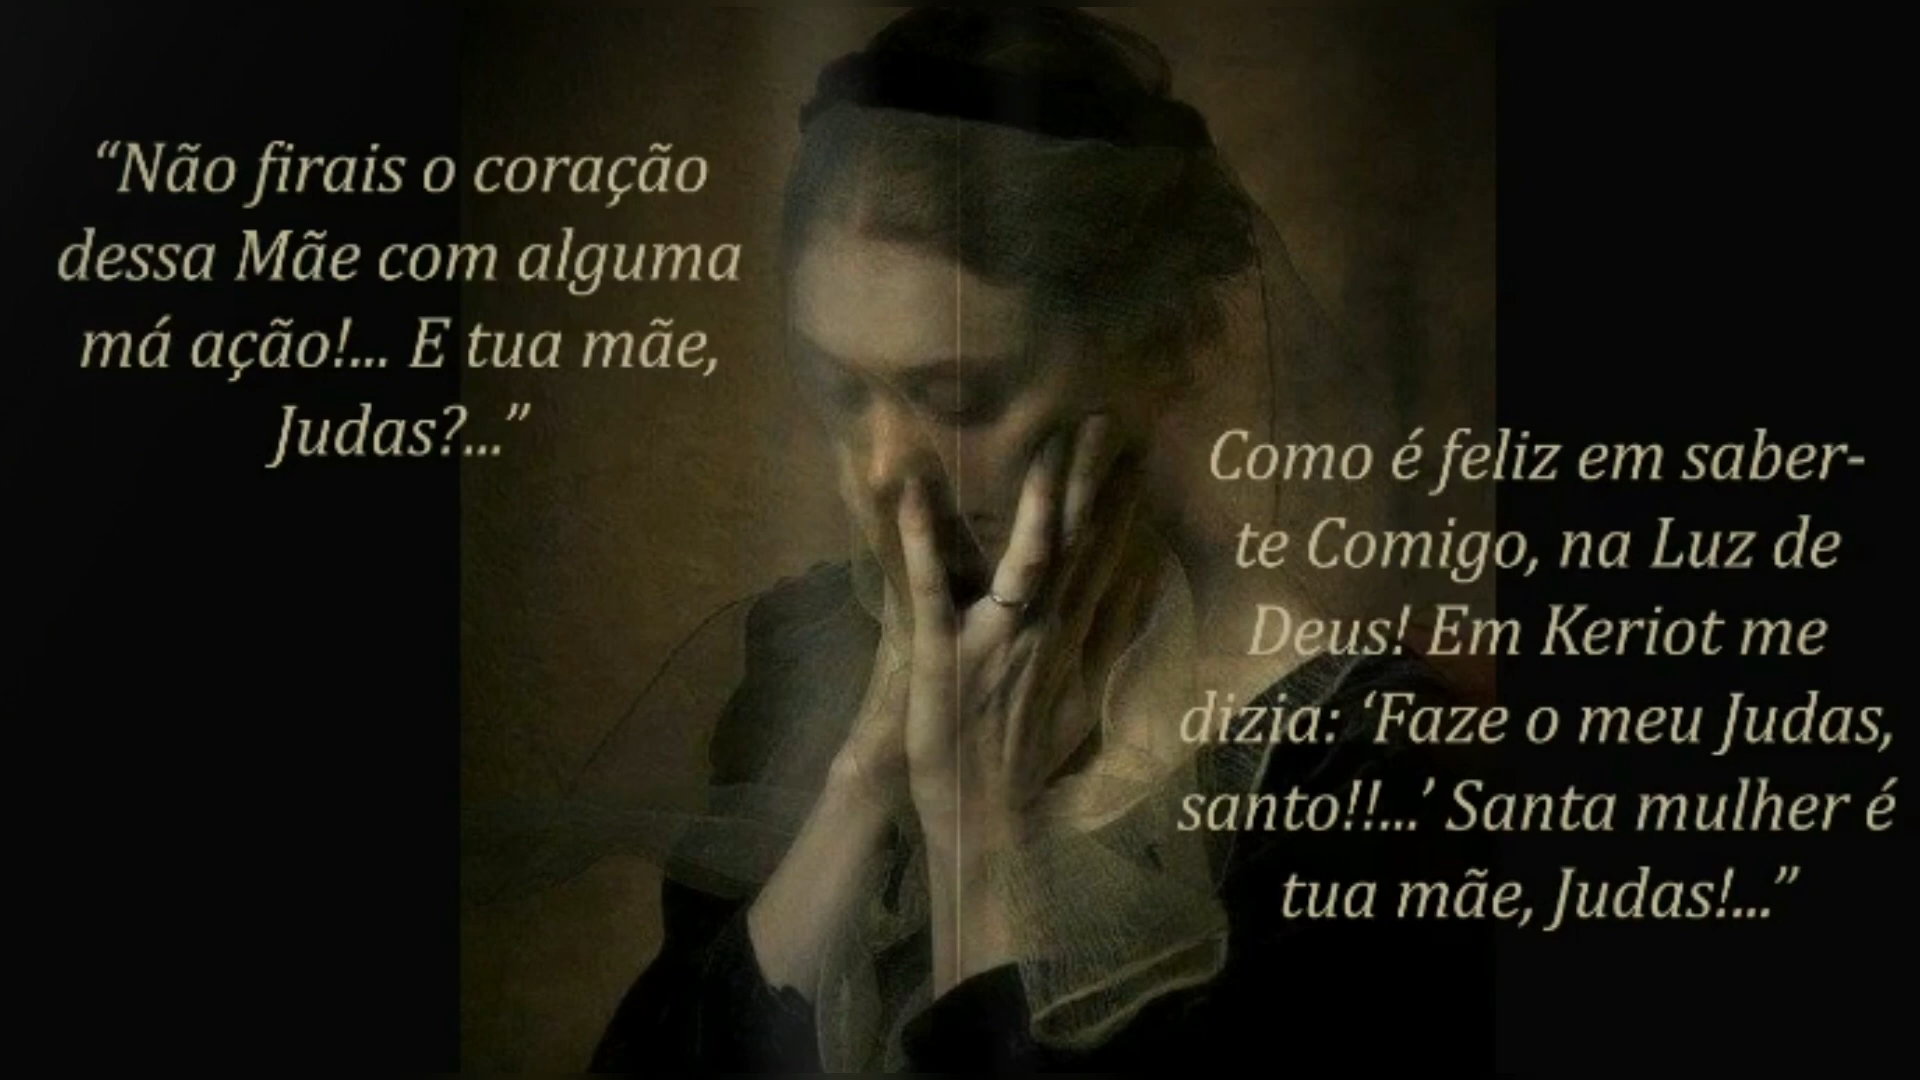 “Não firais o coração
dessa Mãe com alguma
má ação!... E tua mãe,
Judas?...”
Como é feliz em saber-
te Comigo, na Luz de
Deus! Em Keriot me
dizia: ‘Faze o meu Judas,
santo!!...’ Santa mulher é
tua mãe, Judas!...”